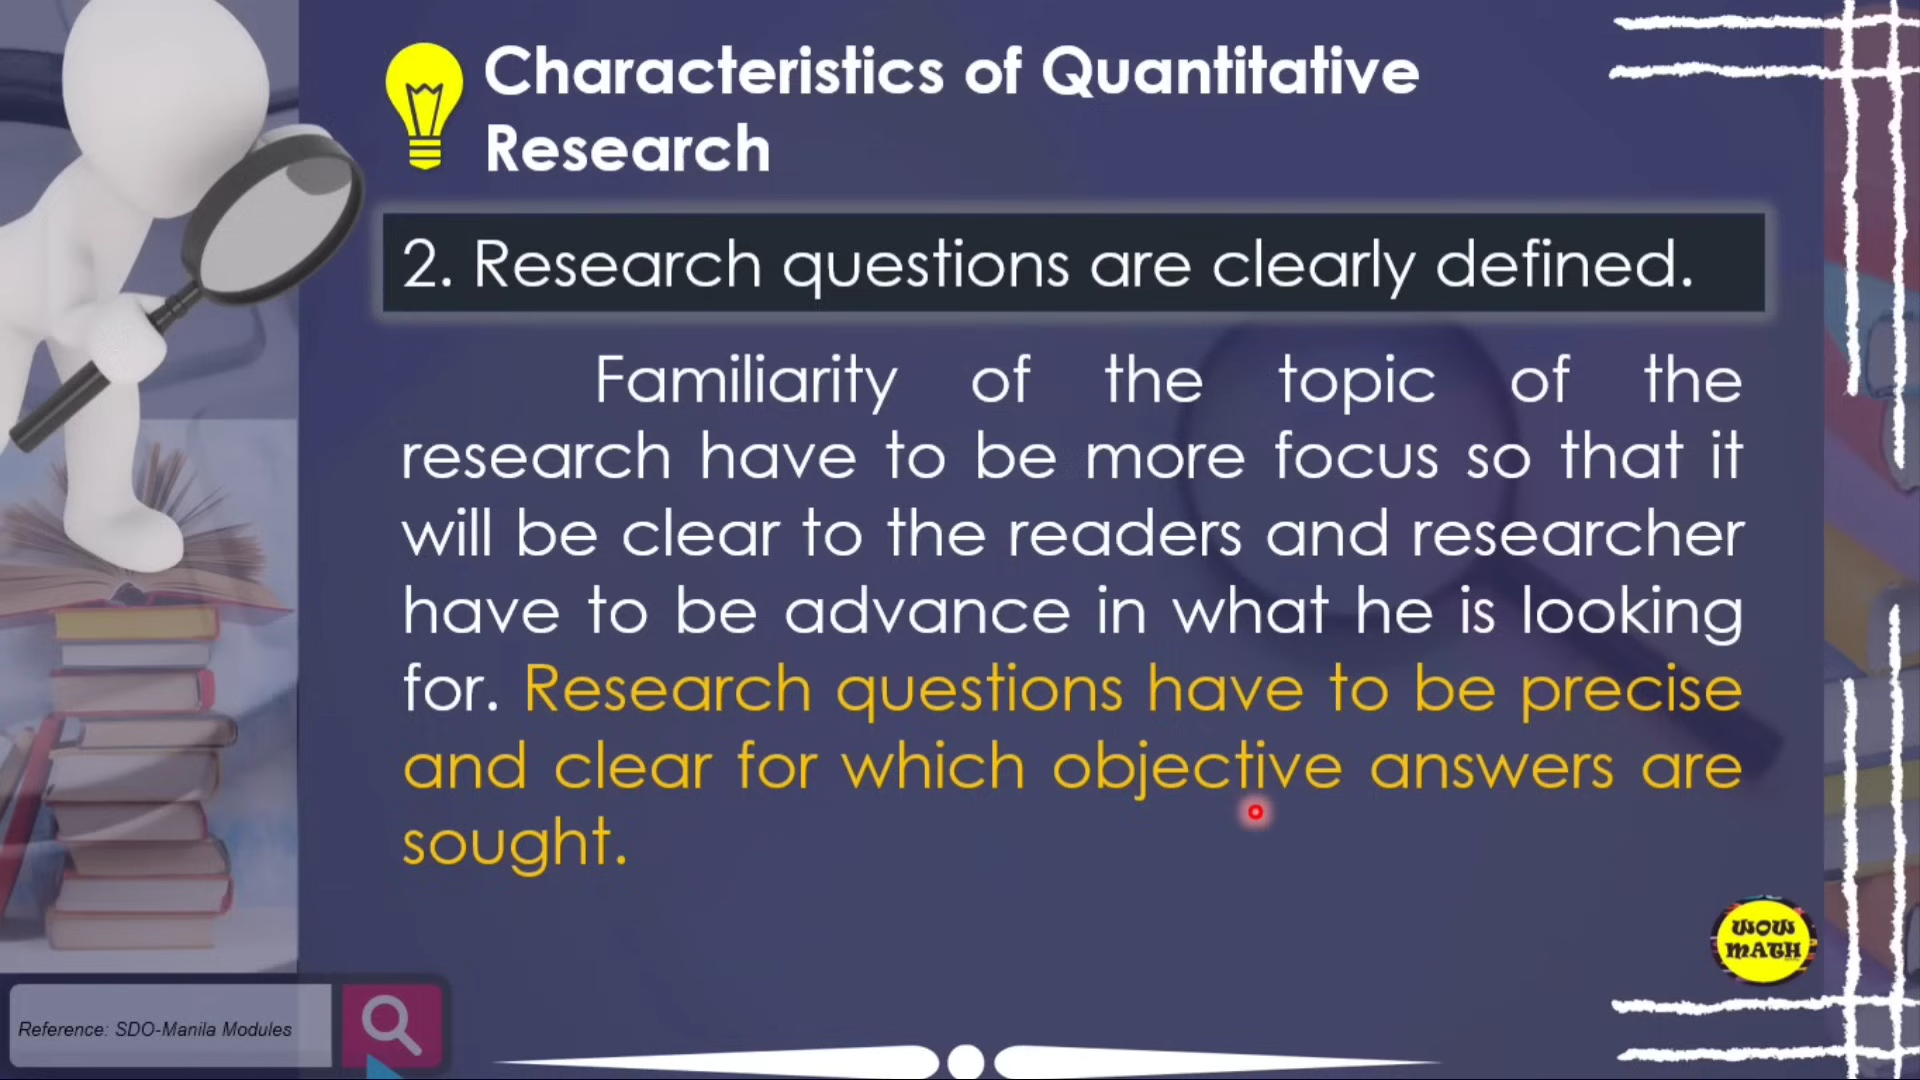 Characteristics of Quantitative
Research
2. Research questions are clearly defined.
Familiarity of the topic of the
research have to be more focus so that it
will be clear to the readers and researcher
have to be advance in what he is looking
for. Research questions have to be precise
and clear for which objective answers are
sought.
WOW
MATH
Reference: SDO-Manila Modules